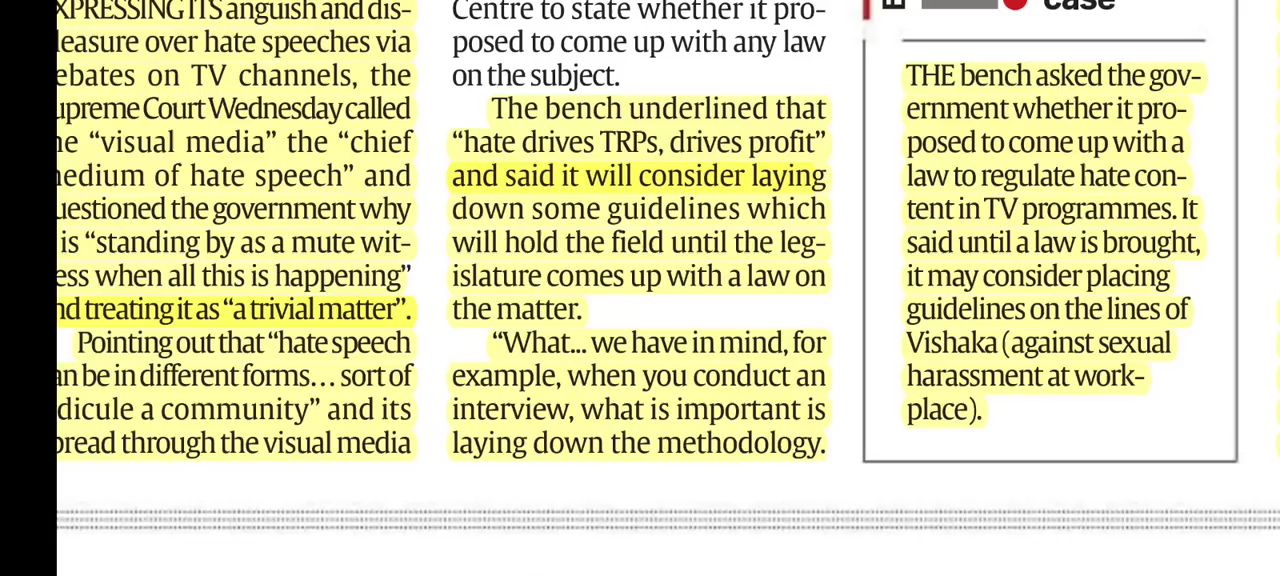 XPRESSING ITS anguish and dis-
leasure over hate speeches via
ebates on TV channels, the
upreme Court Wednesday called
he “visual media” the “chief
nedium of hate speech” and
uestioned the government why
is “standing by as a mute wit-
ess when all this is happening”
nd treating it as “a trivial matter”.
Pointing out that “hate speech
an be in different forms... sort of
dicule a community” and its
pread through the visual media
Centre to state whether it pro-
posed to come up with any law
on the subject.
The bench underlined that
“hate drives TRPs, drives profit”
and said it will consider laying
down some guidelines which
will hold the field until the leg-
islature comes up with a law on
the matter.
“What... we have in mind, for
example, when you conduct an
interview, what is important is
laying down the methodology.
E
case
THE bench asked the gov-
ernment whether it pro-
posed to come up with a
law to regulate hate con-
tent in TV programmes. It
said until a law is brought,
it may consider placing
guidelines on the lines of
Vishaka (against sexual
harassment at work-
place).